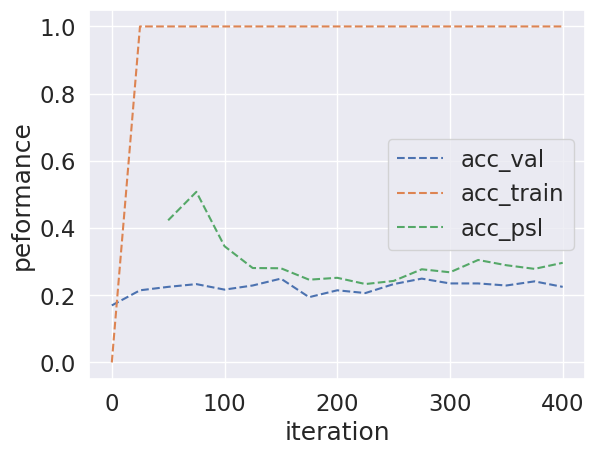 1.0
0.8
0.6
0.4
0.2
0.0
peformance
acc_val
acc_train
acc_psl
0 100 200 300 400
iteration